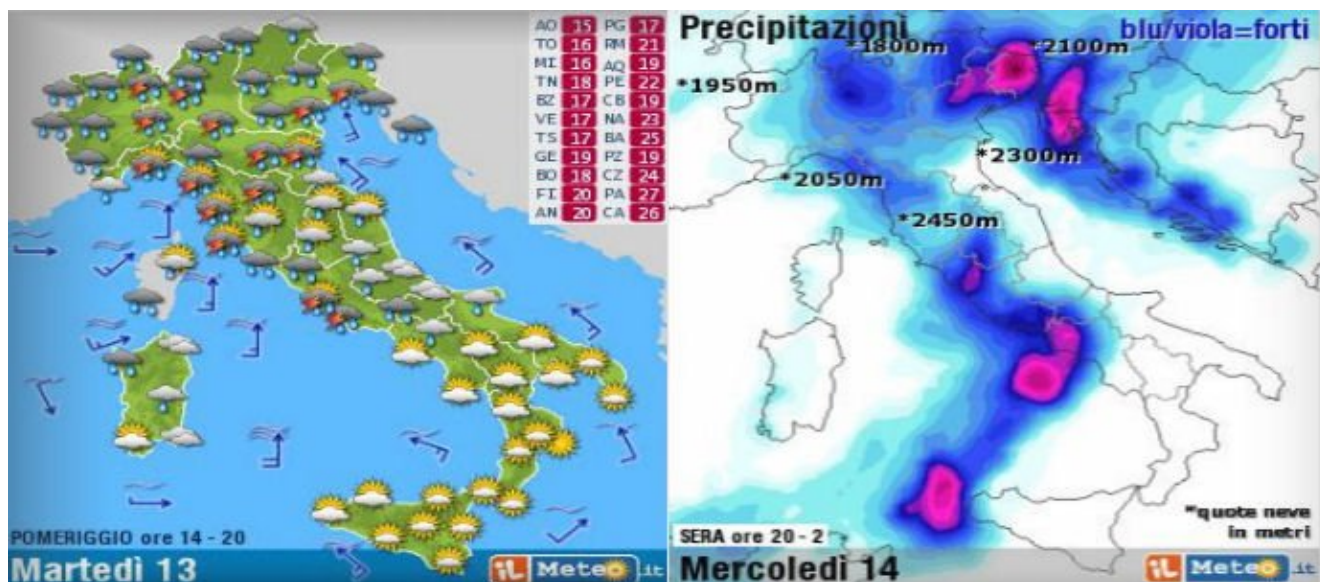 AO 15 PG 17
TO 16 RM 21
MI 16 AQ 19
TN 18 PE 22
BZ 17 CB 19
VE 17 NA 23
TS 17 BA 25
GE 19 PZ 19
BO 18 CZ 24
FI 20 PA 27
AN 20 CA 26
POMERIGGIO ore 14 - 20
Martedì 13
iL Meteo.it
Precipitazioni
blu/viola=forti
*1800m
*2100m
*1950m
*2300m
*2050m
*2450m
*quote neve
in metri
SERA ore 20 - 2
Mercoledì 14
iL Meteo.it